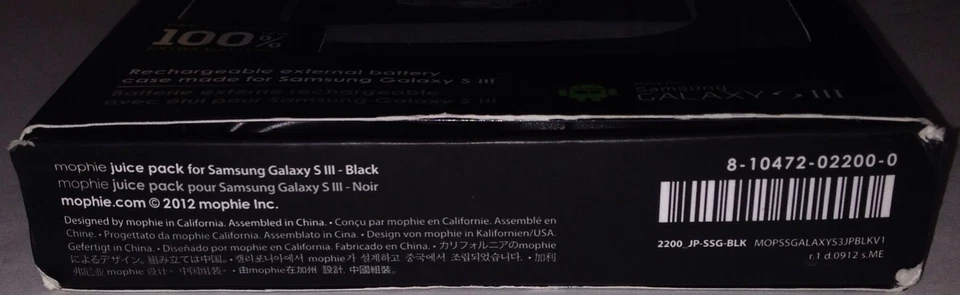 100%
Rechargeable external battery
case made for Samsung Galaxy S III
Batterie externe rechargeable
avec étui pour Samsung Galaxy S III
Samsung
GALAXY S III
mophie juice pack for Samsung Galaxy S III - Black
mophie juice pack pour Samsung Galaxy S III - Noir
mophie.com © 2012 mophie Inc.
Designed by mophie in California. Assembled in China. • Conçu par mophie en Californie. Assemblé en
Chine. • Progettato da mophie California. Assemblato in Cina. • Design von mophie in Kalifornien/USA.
Gefertigt in China. • Diseñado por mophie en California. Fabricado en China. • カリフォルニアのmophie
によるデザイン。組み立ては中国。• 캘리포니아에서 mophie가 설계하고 중국에서 조립되었습니다. • 加利
弗尼亚 mophie 设计。中国组装。 • 由mophie在加州 設計. 中國組裝。
8-10472-02200-0
2200_JP-SSG-BLK MOPSSGALAXYS3JPBLKV1
r.1 d.0912 s.ME